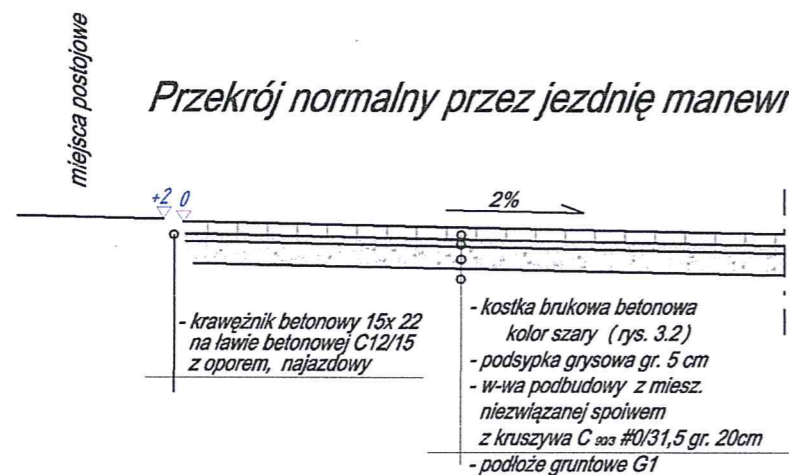 miejsca postojowe
Przekrój normalny przez jezdnię manewr
+2 0
2%
- krawężnik betonowy 15x 22
na ławie betonowej C12/15
z oporem, najazdowy
- kostka brukowa betonowa
kolor szary ( rys. 3.2 )
- podsypka grysowa gr. 5 cm
- w-wa podbudowy z miesz.
niezwiązanej spoiwem
z kruszywa C 90/3 #0/31,5 gr. 20cm
- podłoże gruntowe G1